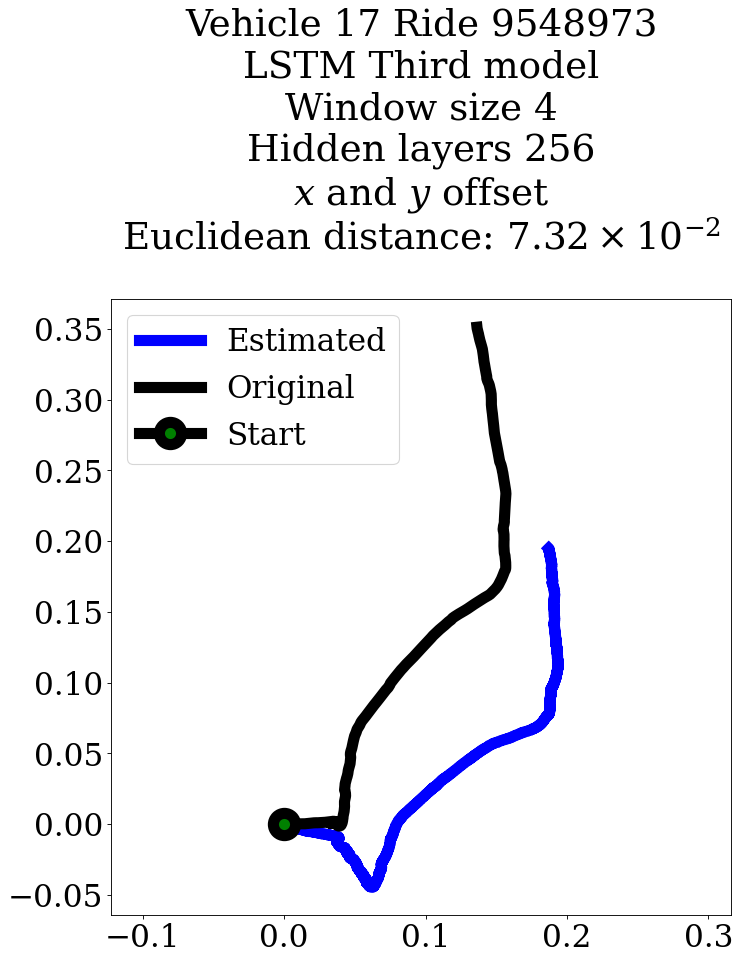 Vehicle 17 Ride 9548973
LSTM Third model
Window size 4
Hidden layers 256
x and y offset
Euclidean distance: 7.32 × 10⁻²
Estimated
Original
Start
0.35
0.30
0.25
0.20
0.15
0.10
0.05
0.00
−0.05
−0.1 0.0 0.1 0.2 0.3